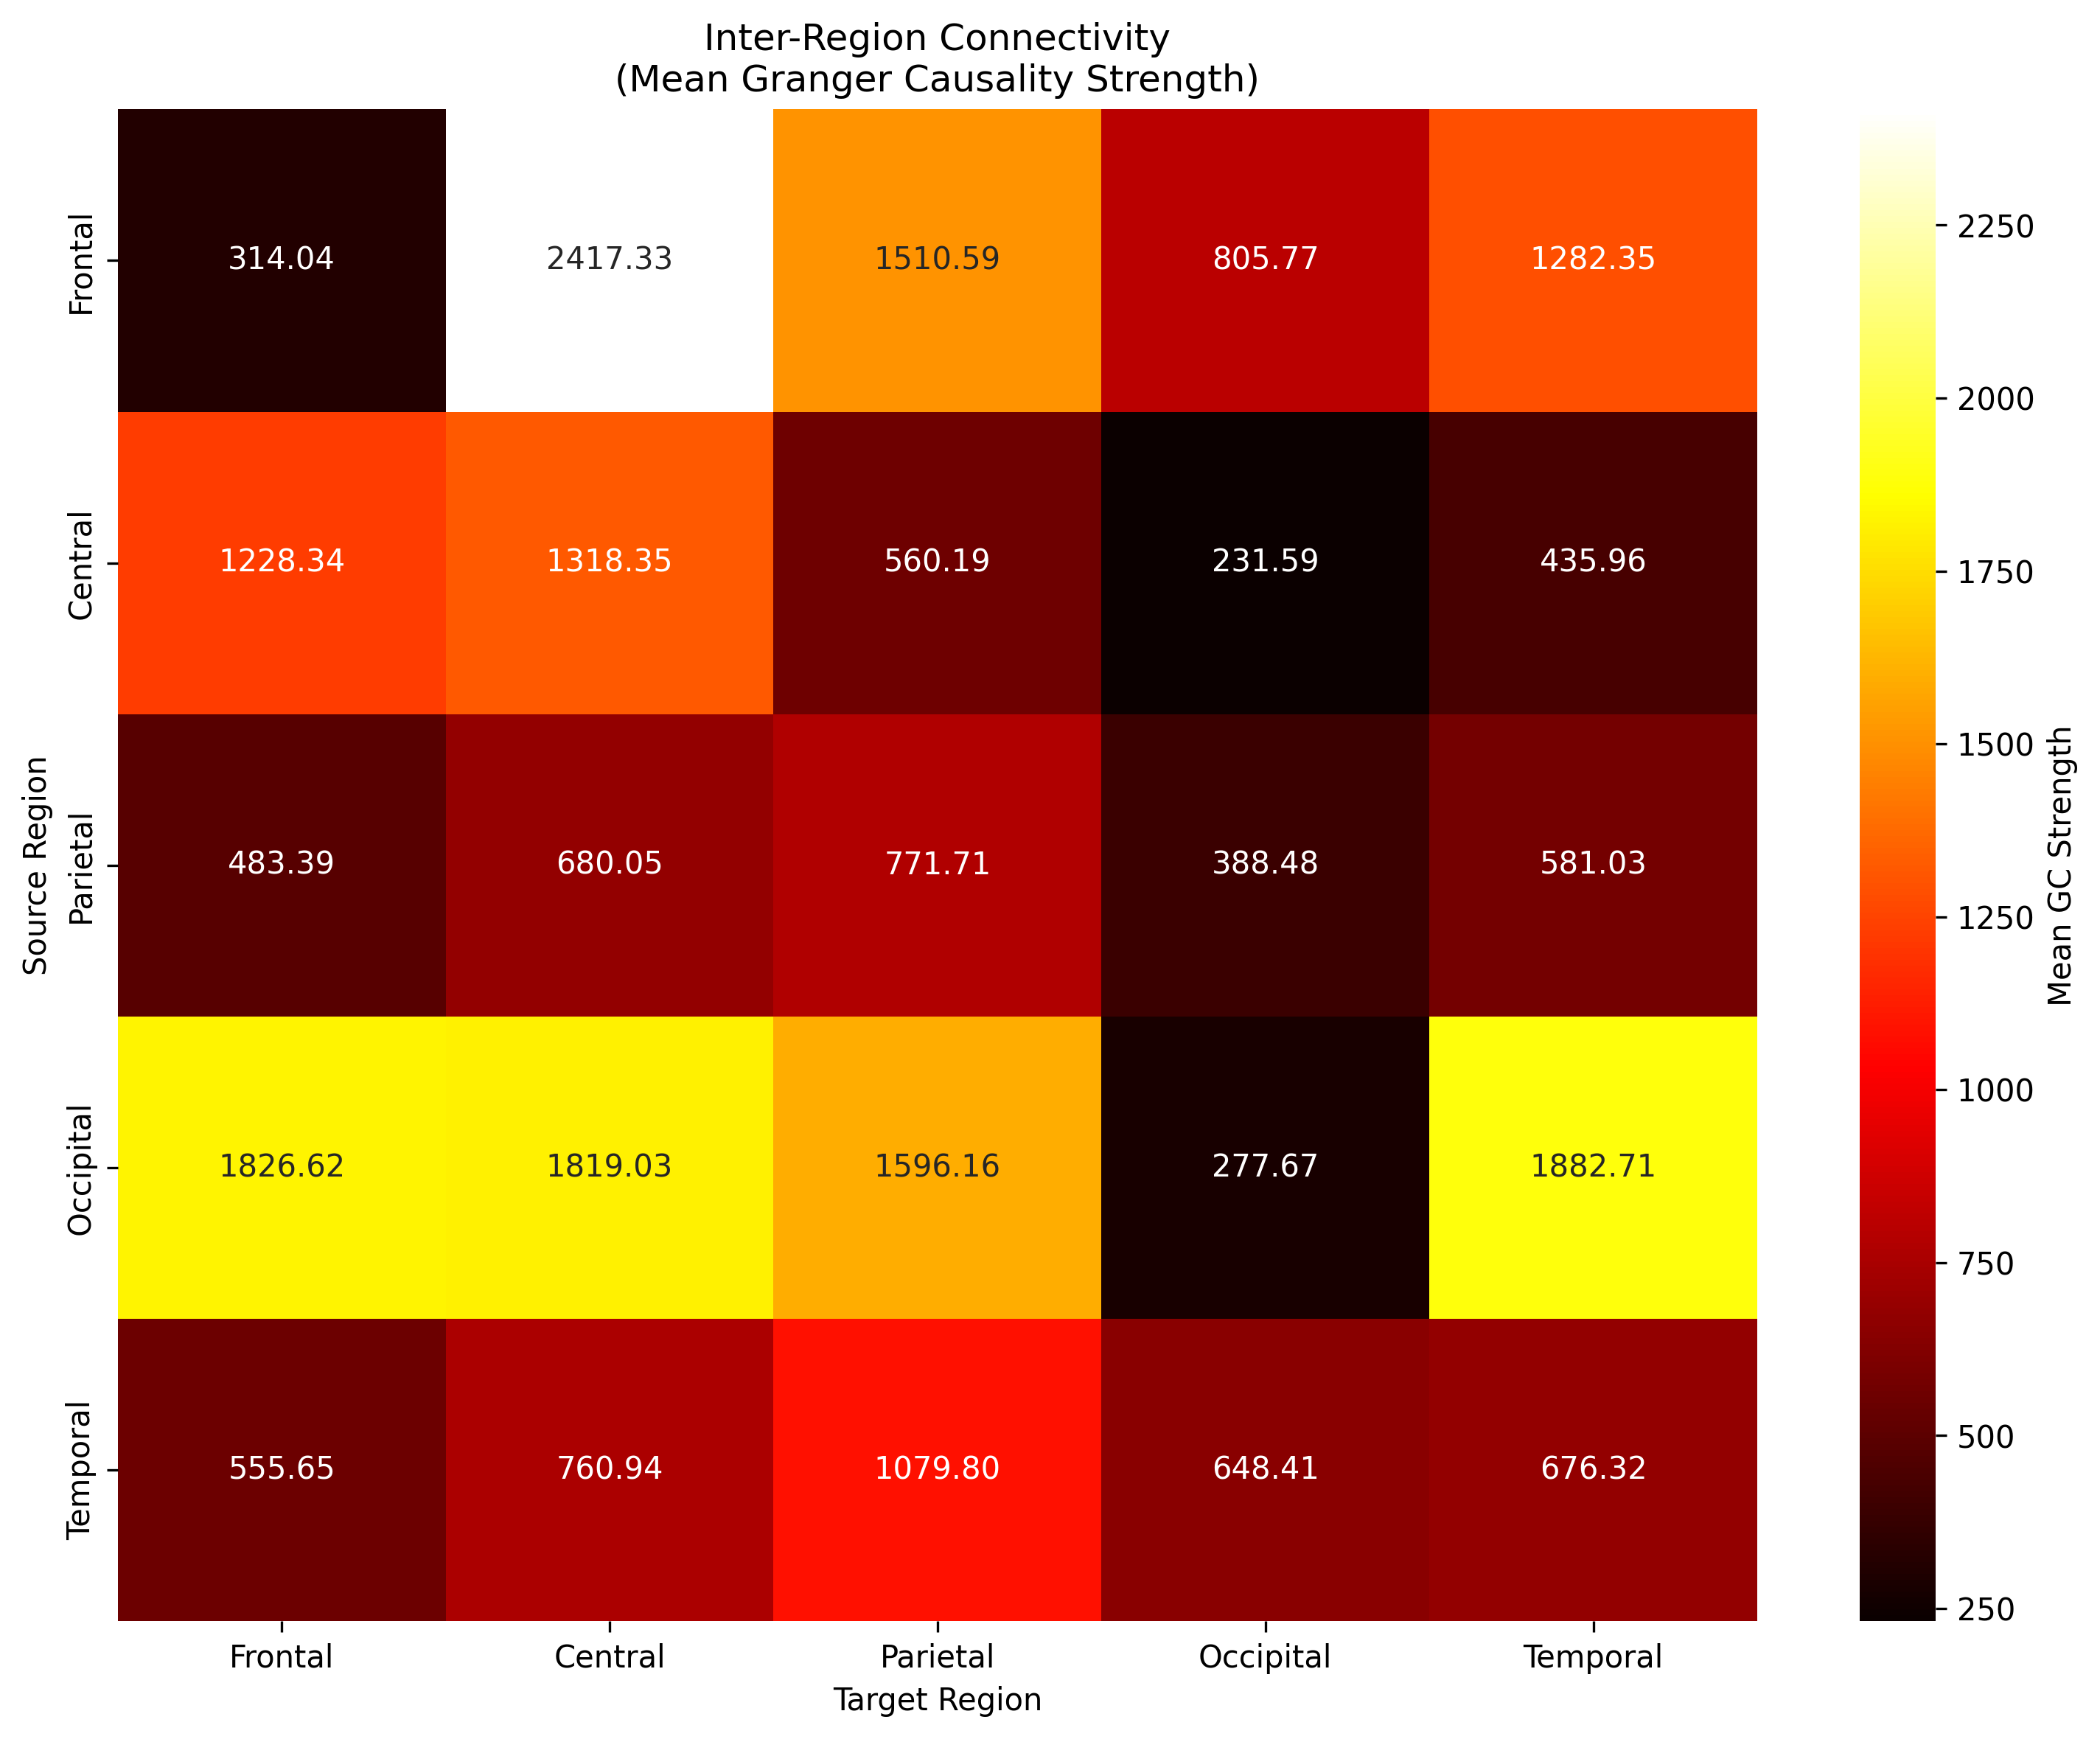 Inter-Region Connectivity
(Mean Granger Causality Strength)
Source Region
Frontal
314.04 2417.33 1510.59 805.77 1282.35
Central
1228.34 1318.35 560.19 231.59 435.96
Parietal
483.39 680.05 771.71 388.48 581.03
Occipital
1826.62 1819.03 1596.16 277.67 1882.71
Temporal
555.65 760.94 1079.80 648.41 676.32
Frontal Central Parietal Occipital Temporal
Target Region
2250
2000
1750
1500
1250
1000
750
500
250
Mean GC Strength